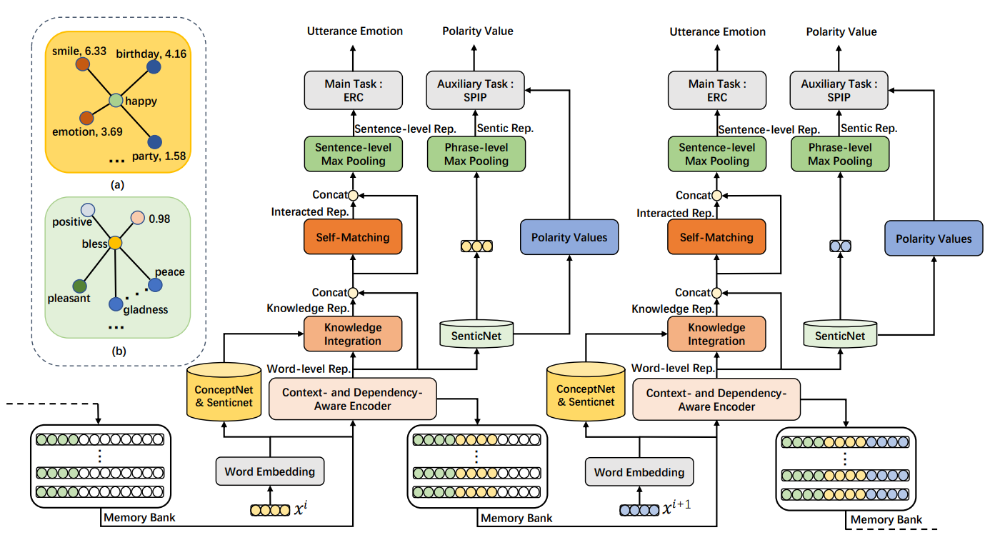 smile, 6.33
birthday, 4.16
happy
emotion, 3.69
party, 1.58
...
(a)
positive
0.98
bless
peace
pleasant
gladness
...
(b)
Utterance Emotion
Polarity Value
Main Task :
ERC
Auxiliary Task :
SPIP
Sentence-level Rep.
Sentic Rep.
Sentence-level
Max Pooling
Phrase-level
Max Pooling
Concat
Interacted Rep.
Self-Matching
Polarity Values
Concat
Knowledge Rep.
Knowledge
Integration
SenticNet
Word-level Rep.
ConceptNet
& Senticnet
Context- and Dependency-
Aware Encoder
Word Embedding
x^i
Memory Bank
Memory Bank
Utterance Emotion
Polarity Value
Main Task :
ERC
Auxiliary Task :
SPIP
Sentence-level Rep.
Sentic Rep.
Sentence-level
Max Pooling
Phrase-level
Max Pooling
Concat
Interacted Rep.
Self-Matching
Polarity Values
Concat
Knowledge Rep.
Knowledge
Integration
SenticNet
Word-level Rep.
ConceptNet
& Senticnet
Context- and Dependency-
Aware Encoder
Word Embedding
x^{i+1}
Memory Bank